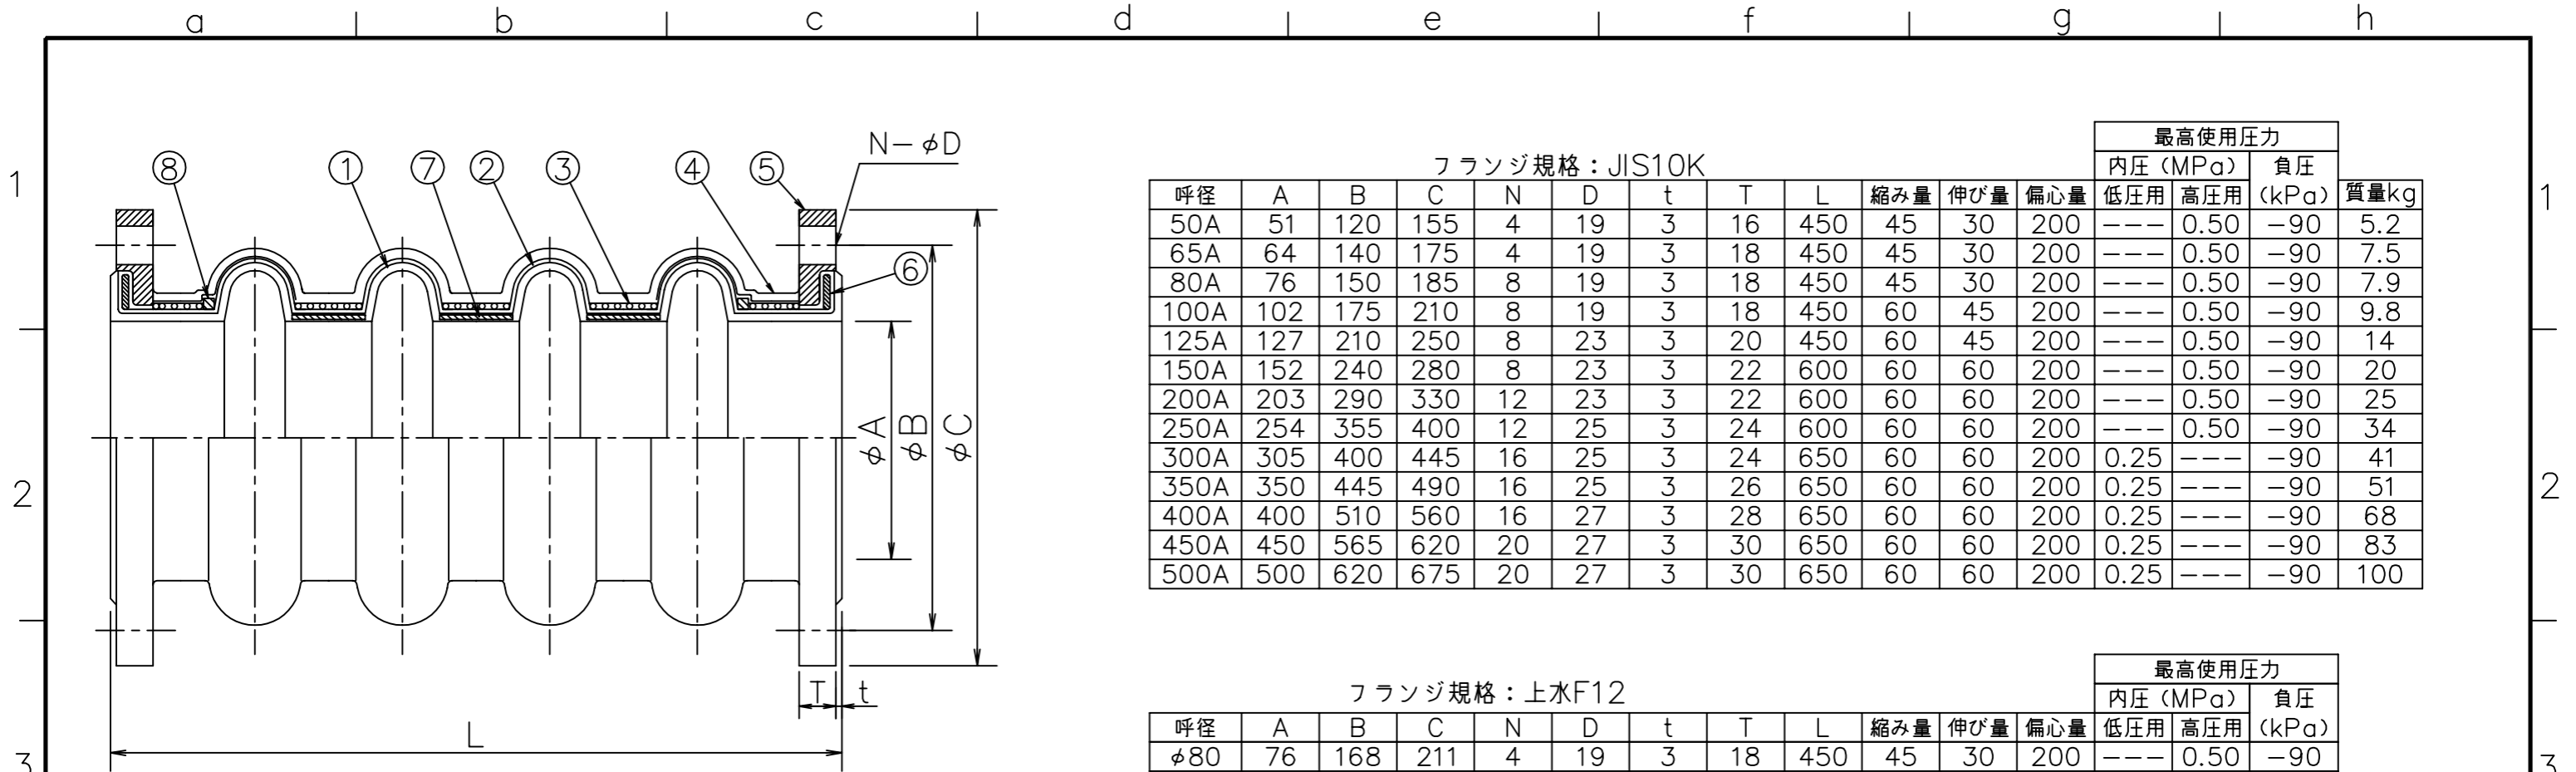 a b c d e f g h
1
⑧ ① ⑦ ② ③ ④ ⑤ N-φD
⑥
φA φB φC
T t
L
2
3
フランジ規格：JIS10K
最高使用圧力
内圧（MPa） 負圧
呼径 A B C N D t T L 縮み量 伸び量 偏心量 低圧用 高圧用 (kPa) 質量kg
50A 51 120 155 4 19 3 16 450 45 30 200 --- 0.50 -90 5.2
65A 64 140 175 4 19 3 18 450 45 30 200 --- 0.50 -90 7.5
80A 76 150 185 8 19 3 18 450 45 30 200 --- 0.50 -90 7.9
100A 102 175 210 8 19 3 18 450 60 45 200 --- 0.50 -90 9.8
125A 127 210 250 8 23 3 20 450 60 45 200 --- 0.50 -90 14
150A 152 240 280 8 23 3 22 600 60 60 200 --- 0.50 -90 20
200A 203 290 330 12 23 3 22 600 60 60 200 --- 0.50 -90 25
250A 254 355 400 12 25 3 24 600 60 60 200 --- 0.50 -90 34
300A 305 400 445 16 25 3 24 650 60 60 200 0.25 --- -90 41
350A 350 445 490 16 25 3 26 650 60 60 200 0.25 --- -90 51
400A 400 510 560 16 27 3 28 650 60 60 200 0.25 --- -90 68
450A 450 565 620 20 27 3 30 650 60 60 200 0.25 --- -90 83
500A 500 620 675 20 27 3 30 650 60 60 200 0.25 --- -90 100
フランジ規格：上水F12
最高使用圧力
内圧（MPa） 負圧
呼径 A B C N D t T L 縮み量 伸び量 偏心量 低圧用 高圧用 (kPa)
φ80 76 168 211 4 19 3 18 450 45 30 200 --- 0.50 -90
1
2
3